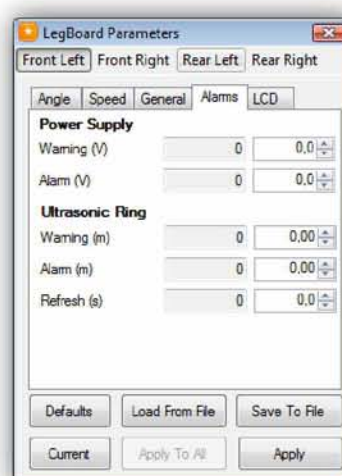 LegBoard Parameters
Front Left Front Right Rear Left Rear Right
Angle Speed General Alarms LCD
Power Supply
Warning (V) 0 0,0
Alarm (V) 0 0,0
Ultrasonic Ring
Warning (m) 0 0,00
Alarm (m) 0 0,00
Refresh (s) 0 0,0
Defaults Load From File Save To File
Current Apply To All Apply